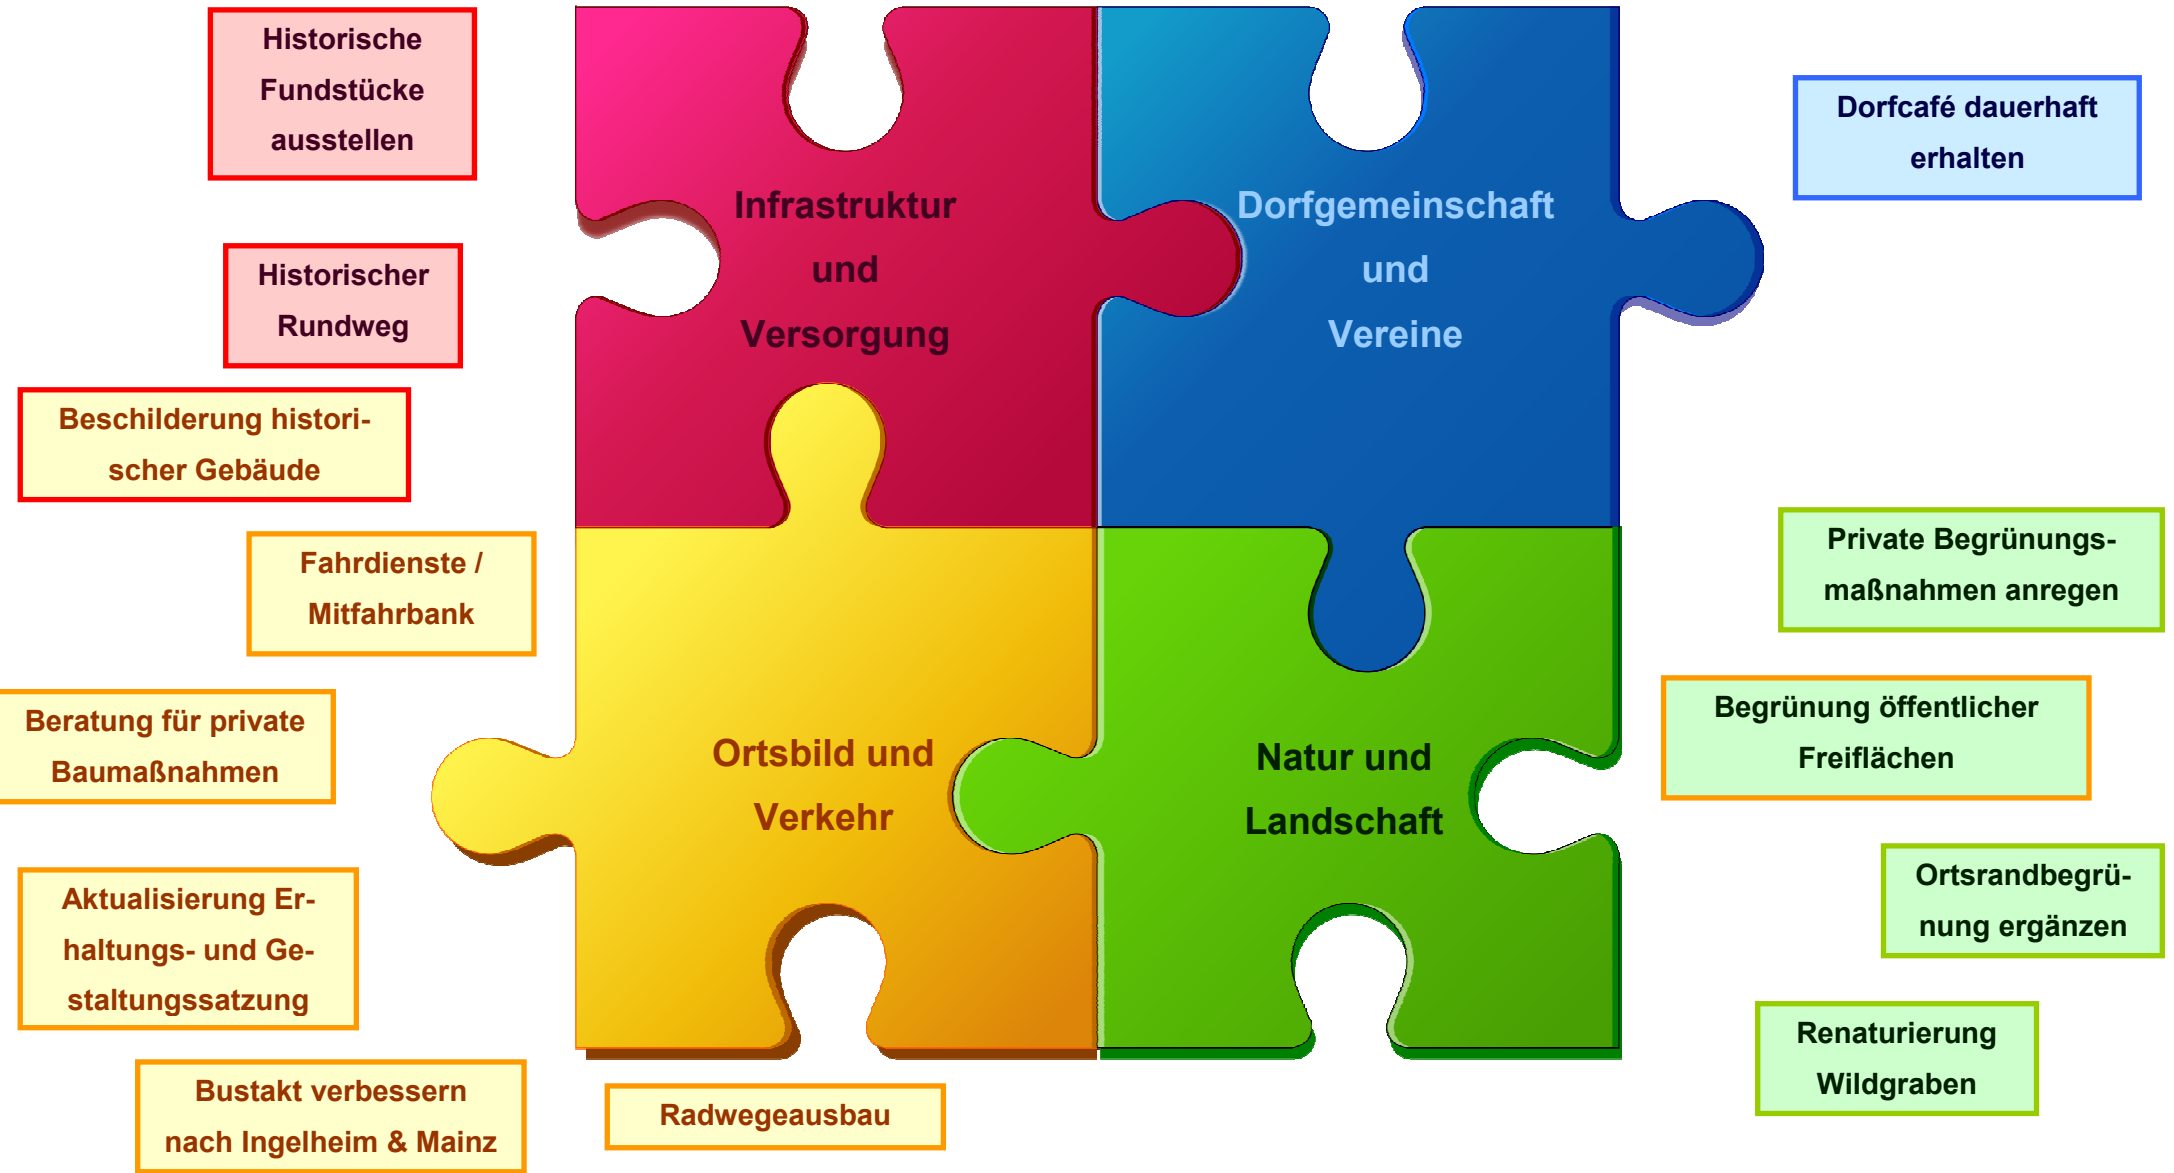 Historische
Fundstücke
ausstellen
Historischer
Rundweg
Beschilderung histori-
scher Gebäude
Fahrdienste /
Mitfahrbank
Beratung für private
Baumaßnahmen
Aktualisierung Er-
haltungs- und Ge-
staltungssatzung
Bustakt verbessern
nach Ingelheim & Mainz
Radwegeausbau
Infrastruktur
und
Versorgung
Dorfgemeinschaft
und
Vereine
Ortsbild und
Verkehr
Natur und
Landschaft
Dorfcafé dauerhaft
erhalten
Private Begrünungs-
maßnahmen anregen
Begrünung öffentlicher
Freiflächen
Ortsrandbegrü-
nung ergänzen
Renaturierung
Wildgraben